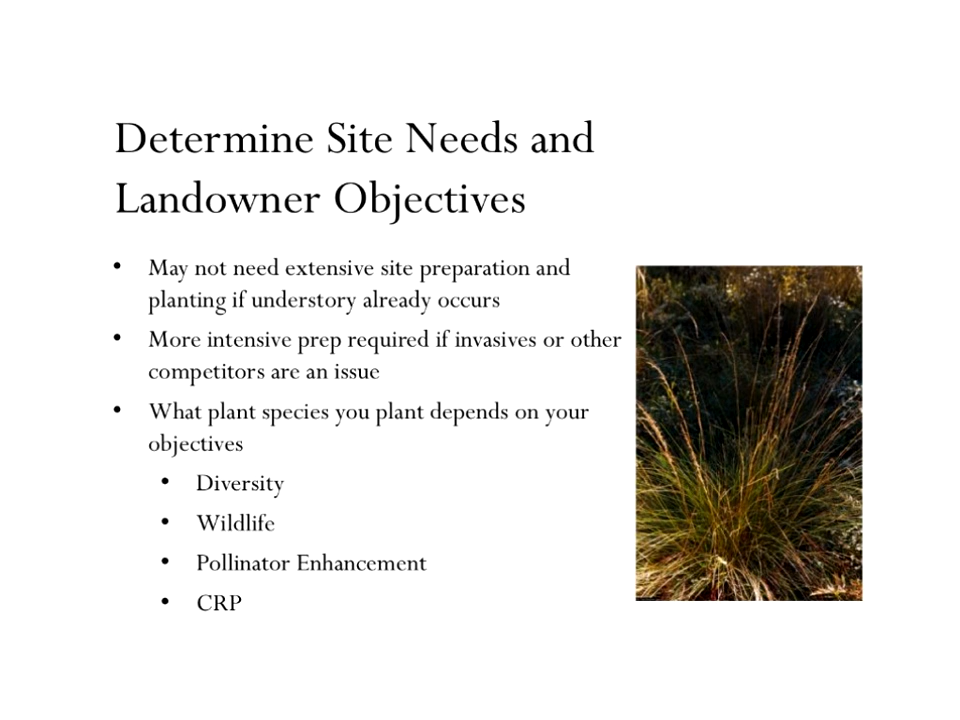 Determine Site Needs and
Landowner Objectives
• May not need extensive site preparation and
planting if understory already occurs
• More intensive prep required if invasives or other
competitors are an issue
• What plant species you plant depends on your
objectives
• Diversity
• Wildlife
• Pollinator Enhancement
• CRP